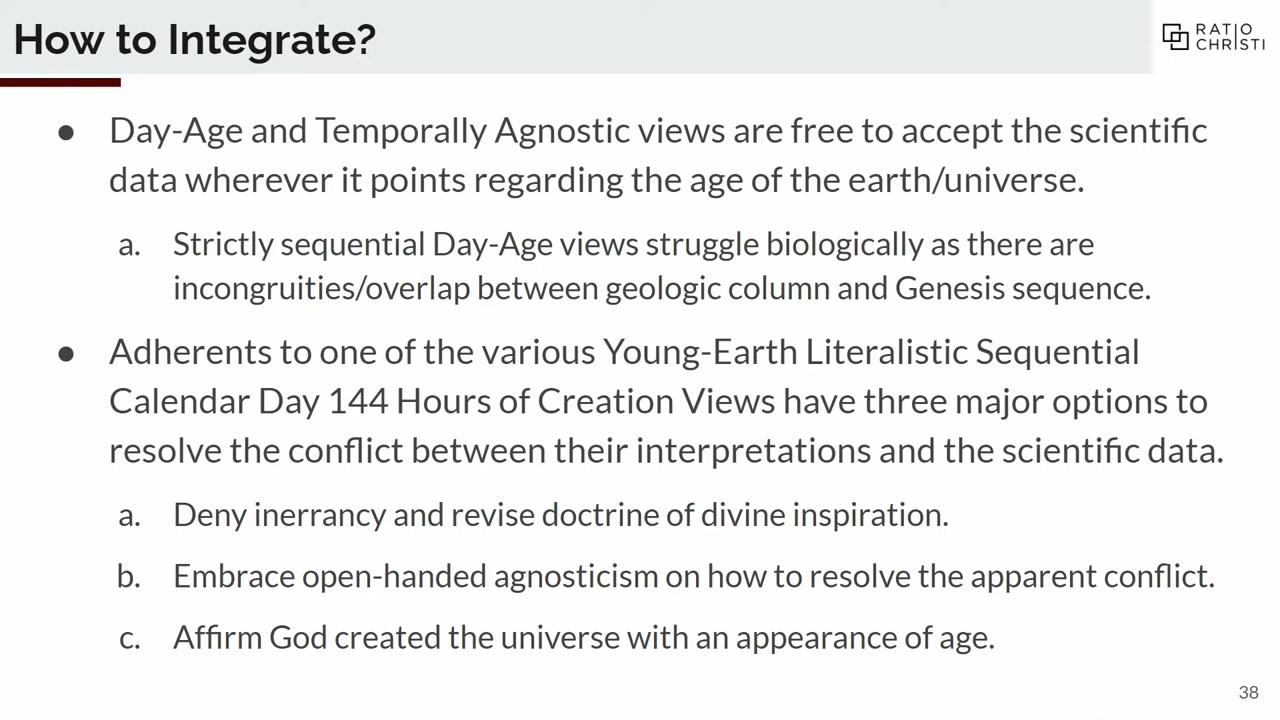 How to Integrate?
RATIO
CHRISTI
● Day-Age and Temporally Agnostic views are free to accept the scientific
data wherever it points regarding the age of the earth/universe.
a. Strictly sequential Day-Age views struggle biologically as there are
incongruities/overlap between geologic column and Genesis sequence.
● Adherents to one of the various Young-Earth Literalistic Sequential
Calendar Day 144 Hours of Creation Views have three major options to
resolve the conflict between their interpretations and the scientific data.
a. Deny inerrancy and revise doctrine of divine inspiration.
b. Embrace open-handed agnosticism on how to resolve the apparent conflict.
c. Affirm God created the universe with an appearance of age.
38